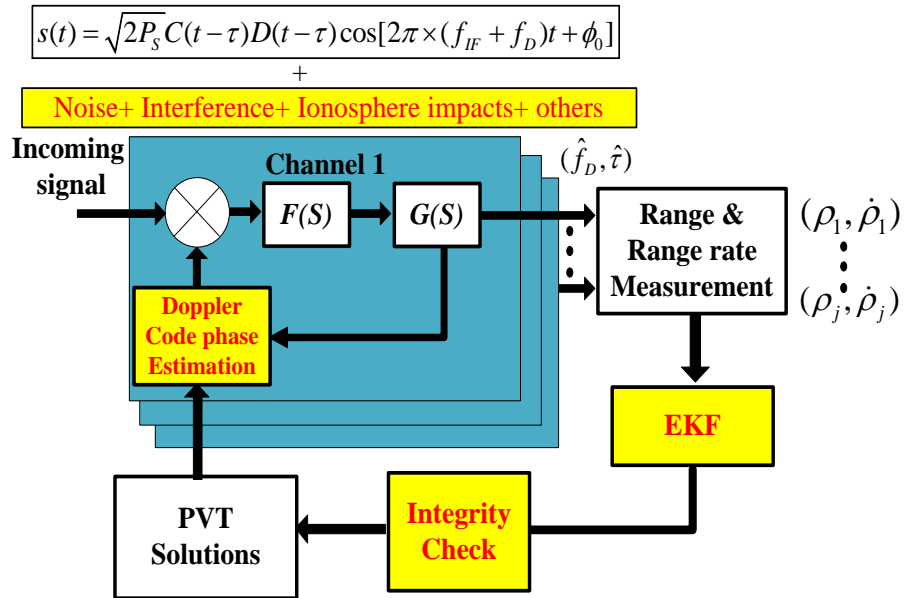 s(t) = √2P_S C(t−τ)D(t−τ)cos[2π×(f_IF + f_D)t + ϕ_0]
+
Noise+ Interference+ Ionosphere impacts+ others
Incoming
signal
Channel 1
(f̂_D, τ̂)
F(S)
G(S)
Range &
Range rate
Measurement
(ρ_1, ρ̇_1)
(ρ_j, ρ̇_j)
Doppler
Code phase
Estimation
EKF
PVT
Solutions
Integrity
Check